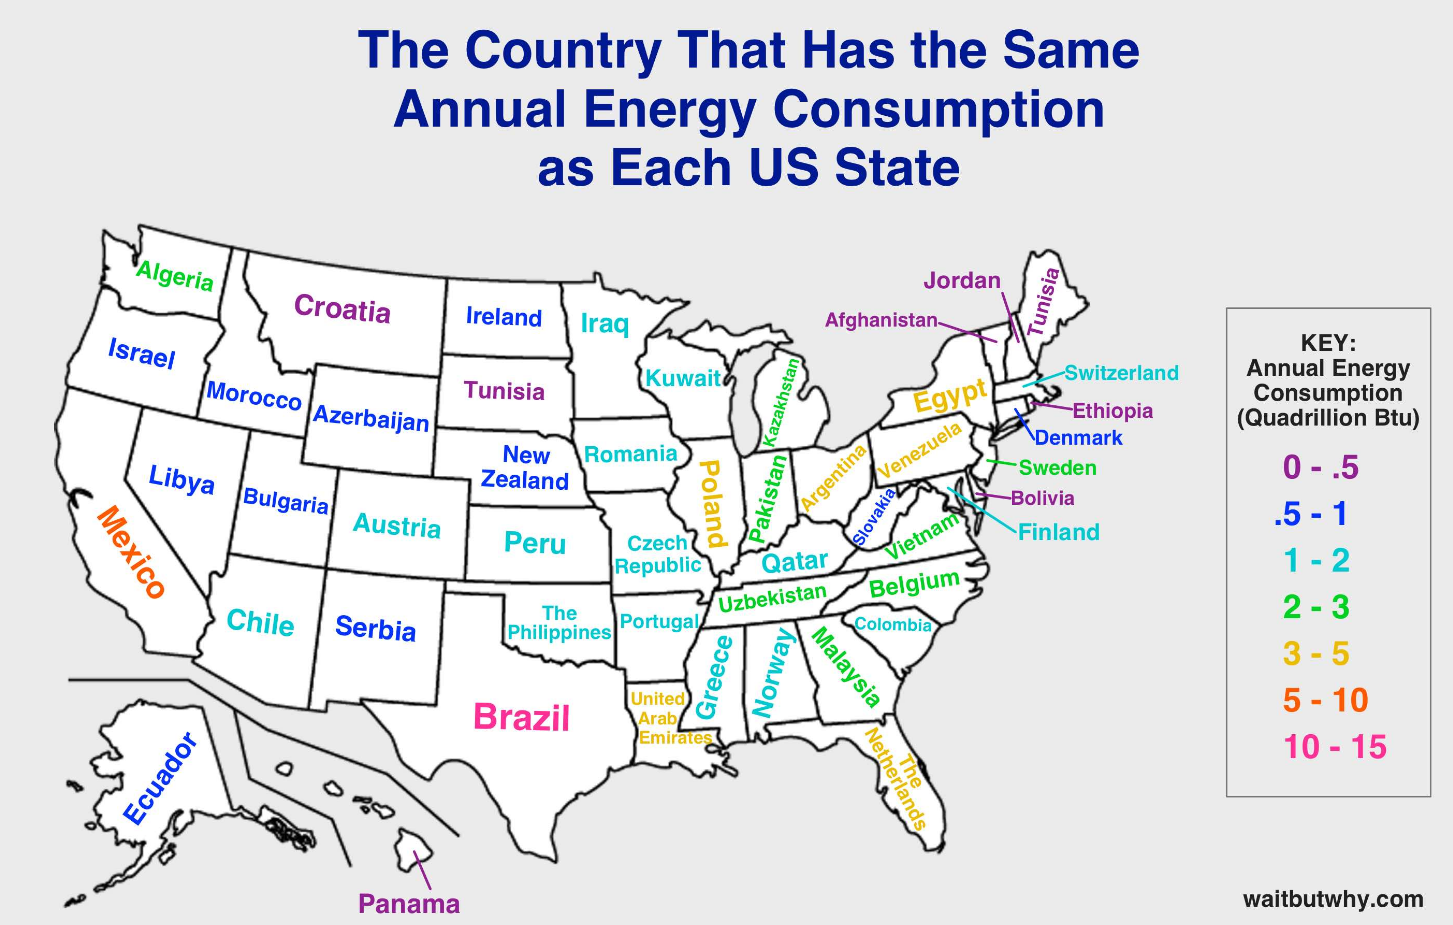 The Country That Has the Same
Annual Energy Consumption
as Each US State
Algeria
Croatia
Ireland
Iraq
Jordan
Tunisia
Afghanistan
Israel
Morocco
Azerbaijan
Tunisia
Kuwait
Kazakhstan
Egypt
Switzerland
Ethiopia
Denmark
Libya
Bulgaria
New
Zealand
Romania
Poland
Pakistan
Argentina
Venezuela
Sweden
Bolivia
Finland
Mexico
Austria
Peru
Czech
Republic
Qatar
Slovakia
Vietnam
Chile
Serbia
The
Philippines
Portugal
Uzbekistan
Belgium
Colombia
Brazil
United
Arab
Emirates
Greece
Norway
Malaysia
The
Netherlands
Ecuador
Panama
KEY:
Annual Energy
Consumption
(Quadrillion Btu)
0 - .5
.5 - 1
1 - 2
2 - 3
3 - 5
5 - 10
10 - 15
waitbutwhy.com